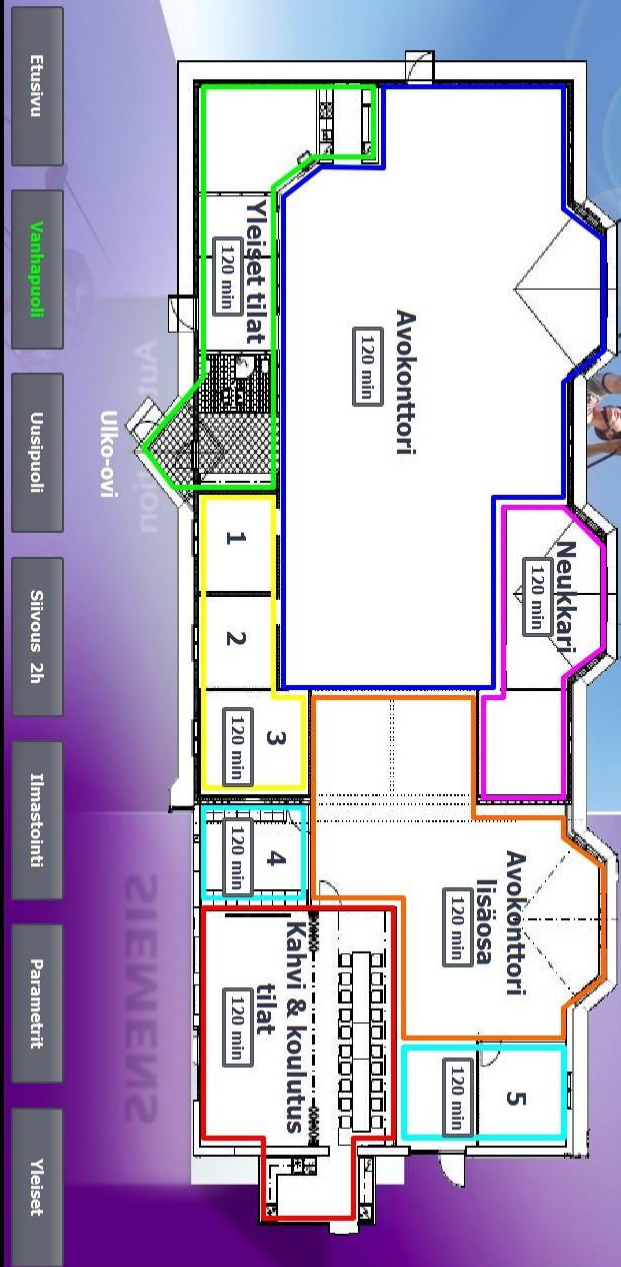 Neukkari
120 min
Avokonttori
lisäosa
120 min
5
120 min
Avokonttori
120 min
Yleiset tilat
120 min
1
2
3
120 min
4
120 min
Kahvi & koulutus
tilat
120 min
Ulko-ovi
SIEMENS
Etusivu
Vanhapuoli
Uusipuoli
Siivous 2h
Ilmastointi
Parametrit
Yleiset